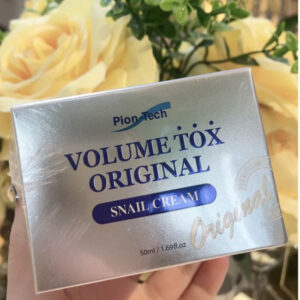 Pion-Tech
VOLUME TOX
ORIGINAL
SNAIL CREAM
Original
50ml / 1.69fl.oz